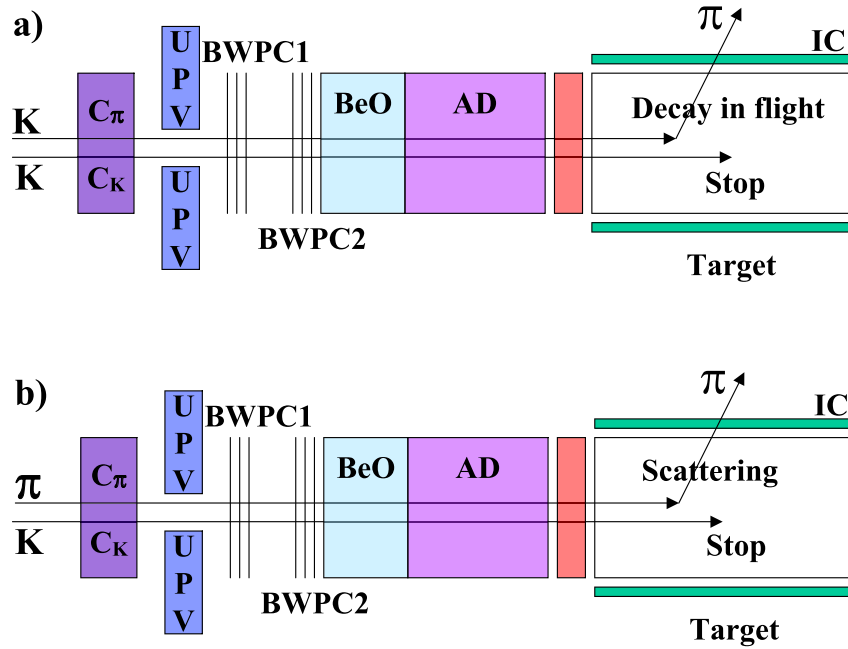 a)
π
IC
U
P
V
BWPC1
Cπ
BeO
AD
Decay in flight
K
K
CK
U
P
V
Stop
BWPC2
Target
b)
π
IC
U
P
V
BWPC1
Cπ
BeO
AD
Scattering
π
K
CK
U
P
V
Stop
BWPC2
Target